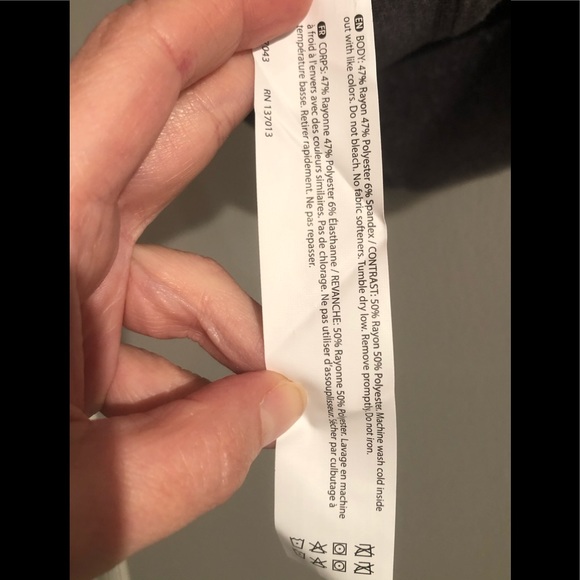 EN BODY: 47% Rayon 47% Polyester 6% Spandex / CONTRAST: 50% Rayon 50% Polyester. Machine wash cold inside
out with like colors. Do not bleach. No fabric softeners. Tumble dry low. Remove promptly. Do not iron.
FR CORPS: 47% Rayonne 47% Polyester 6% Élasthanne / REVANCHE: 50% Rayonne 50% Polyester. Lavage en machine
à froid à l'envers avec des couleurs similaires. Pas de chlorage. Ne pas utiliser d'assouplisseur. Sécher par culbutage à
température basse. Retirer rapidement. Ne pas repasser.
RN 137013